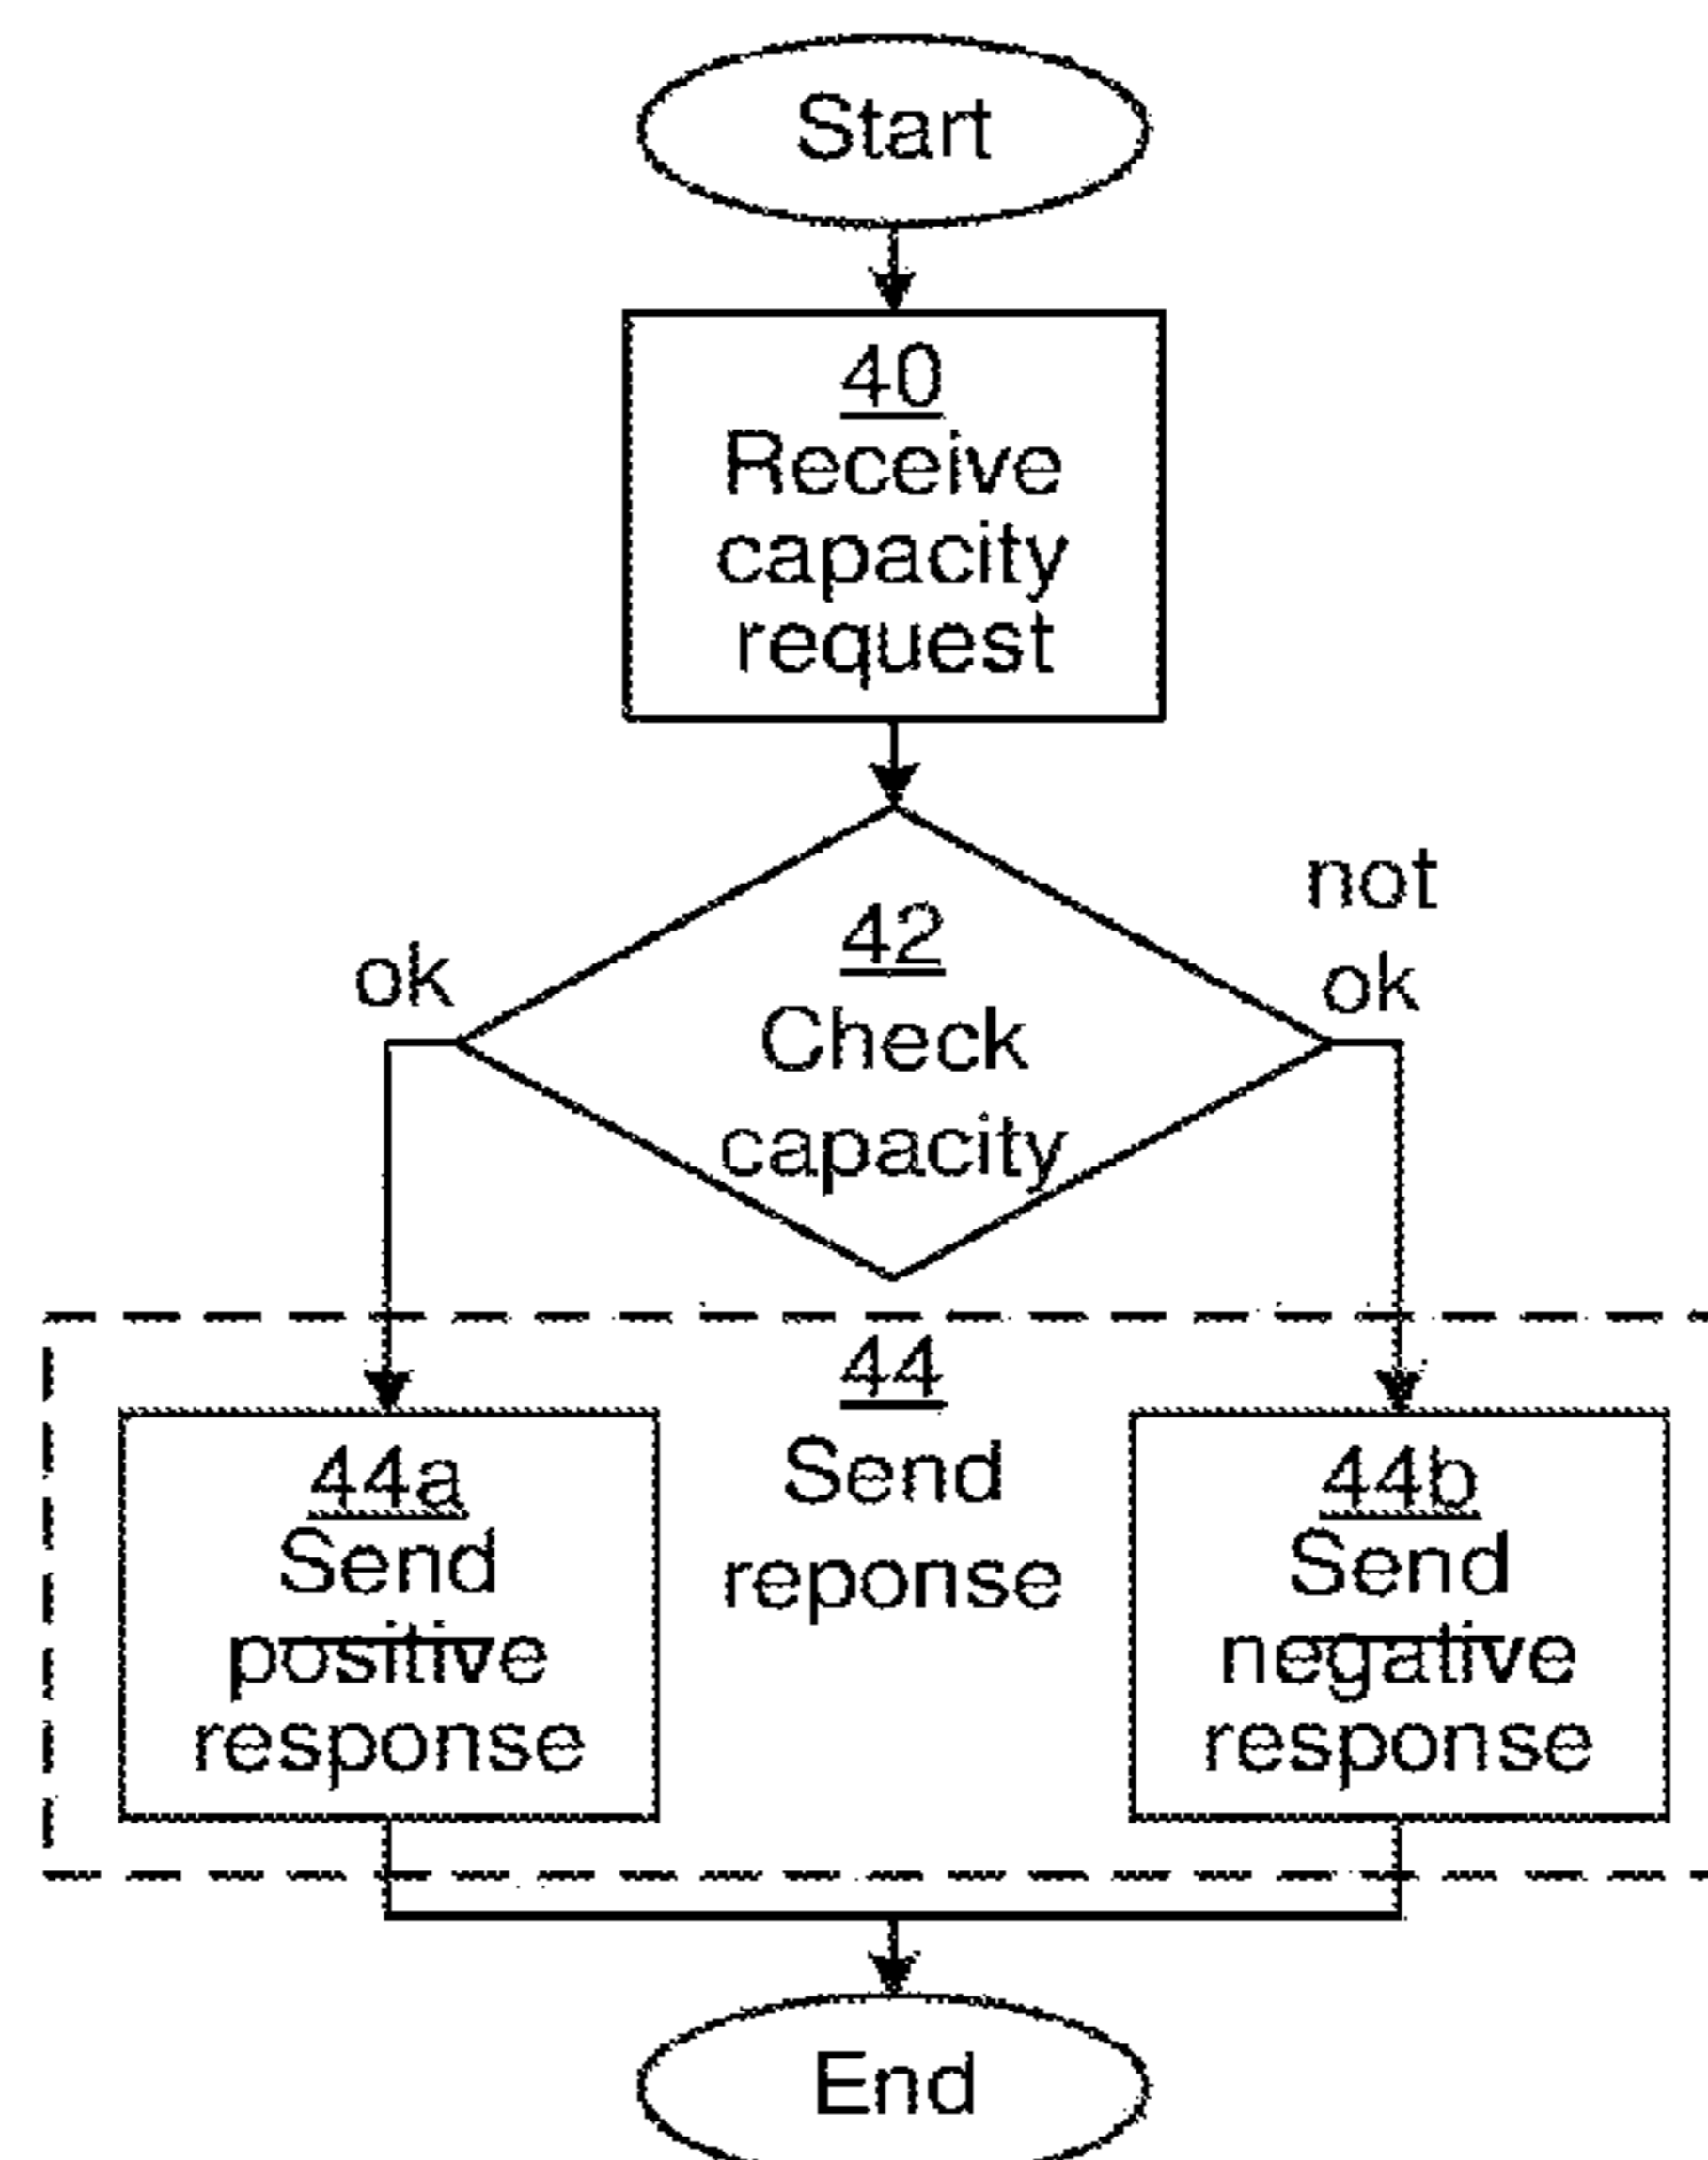 Start
40
Receive
capacity
request
42
Check
capacity
ok
not
ok
44
Send
reponse
44a
Send
positive
response
44b
Send
negative
response
End